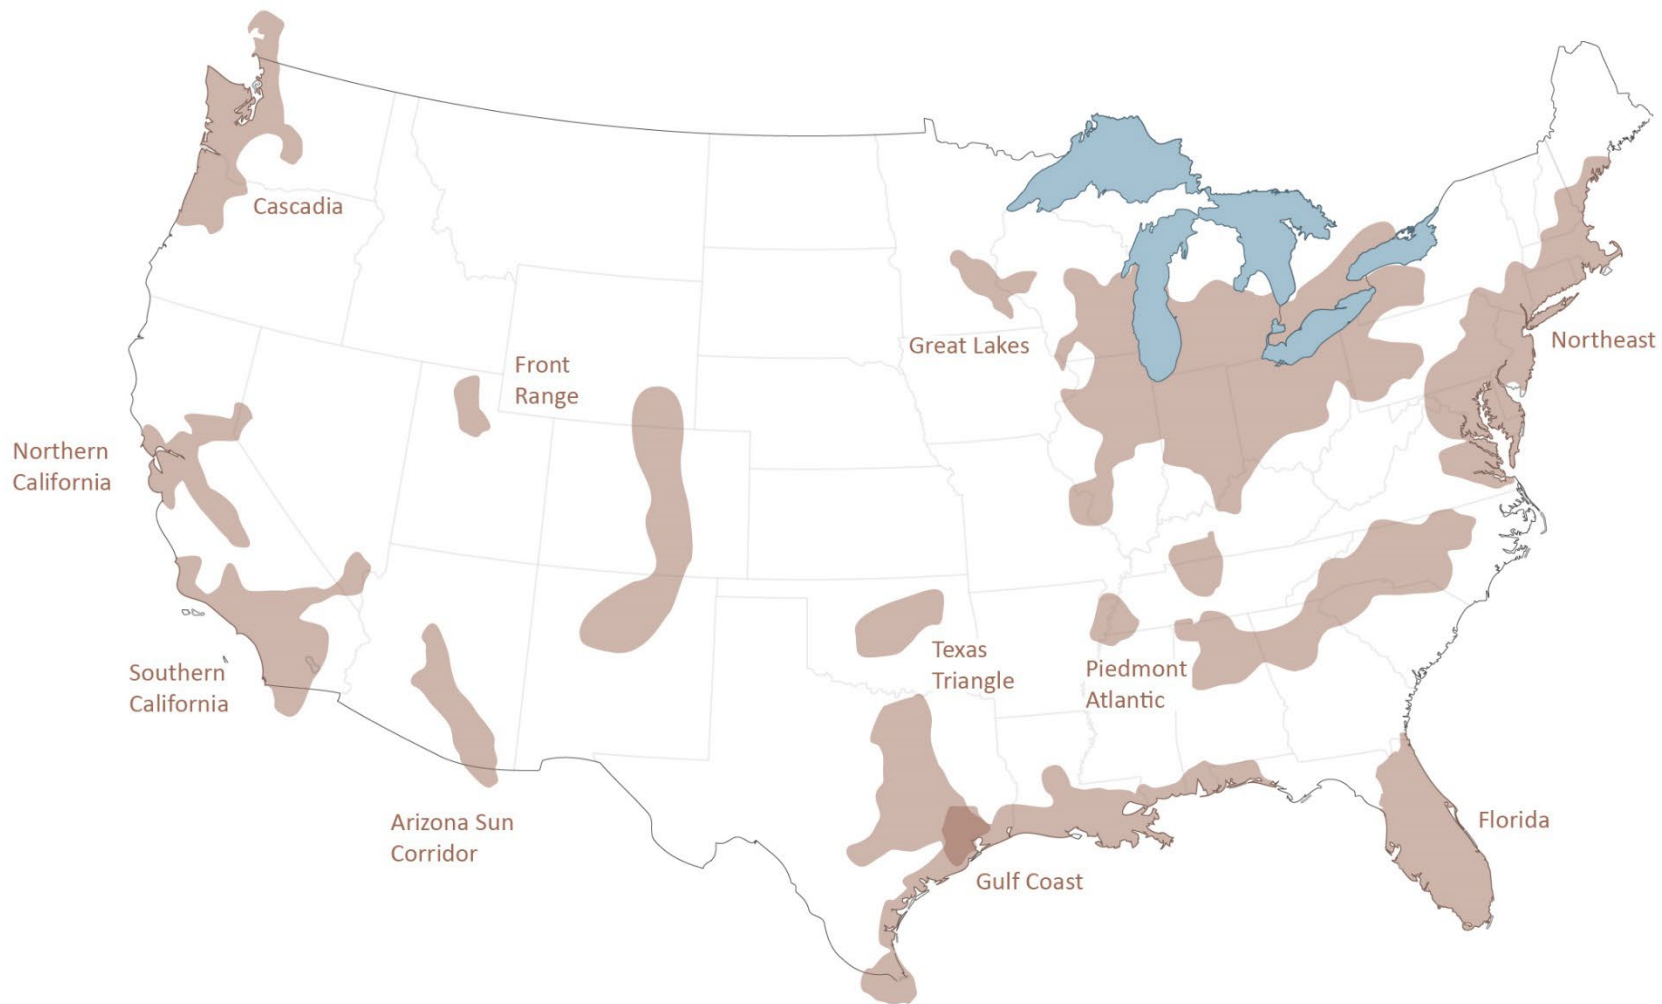 Cascadia
Great Lakes
Northeast
Front
Range
Northern
California
Southern
California
Texas
Triangle
Piedmont
Atlantic
Arizona Sun
Corridor
Gulf Coast
Florida